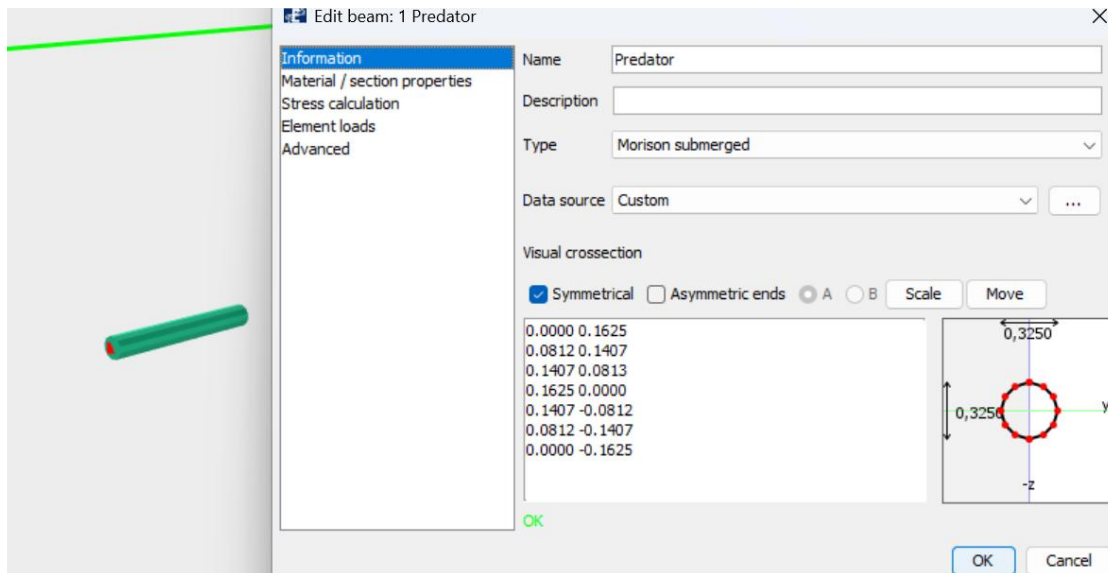 Edit beam: 1 Predator
Information
Material / section properties
Stress calculation
Element loads
Advanced
Name Predator
Description
Type Morison submerged
Data source Custom ...
Visual crossection
Symmetrical Asymmetric ends A B Scale Move
0.0000 0.1625
0.0812 0.1407
0.1407 0.0813
0.1625 0.0000
0.1407 -0.0812
0.0812 -0.1407
0.0000 -0.1625
0,3250
0,3250
y
-z
OK
OK Cancel